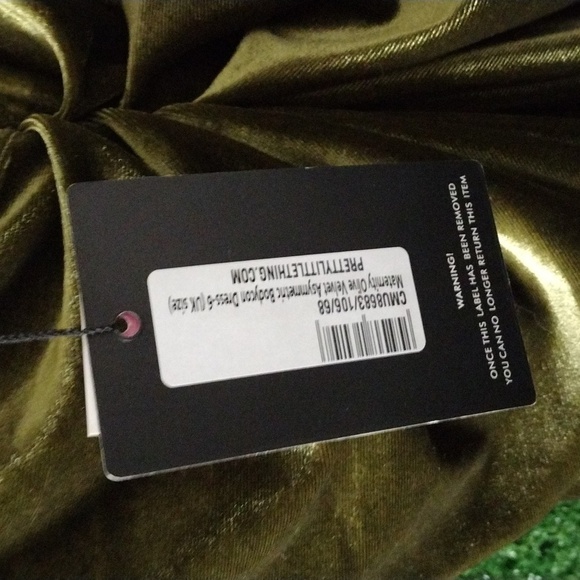 CMU8683/106/68
Maternity Olive Velvet Asymmetric Bodycon Dress-6 (UK size)
PRETTYLITTLETHING.COM
WARNING!
ONCE THIS LABEL HAS BEEN REMOVED
YOU CAN NO LONGER RETURN THIS ITEM